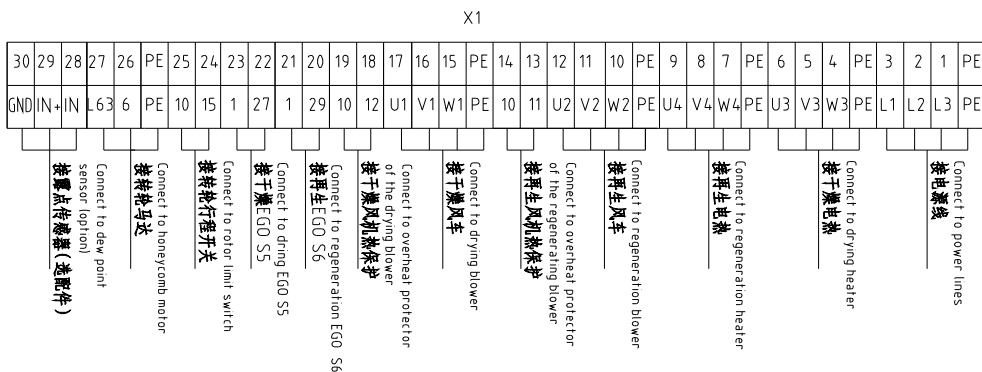 X1
30 29 28 27 26 PE 25 24 23 22 21 20 19 18 17 16 15 PE 14 13 12 11 10 PE 9 8 7 PE 6 5 4 PE 3 2 1 PE
GND IN+ IN L63 6 PE 10 15 1 27 1 29 10 12 U1 V1 W1 PE 10 11 U2 V2 W2 PE U4 V4 W4 PE U3 V3 W3 PE L1 L2 L3 PE
Connect to dew point
sensor (option)
接露点传感器(选配件)
Connect to honeycomb motor
接转轮马达
Connect to rotor limit switch
接转轮行程开关
Connect to dring EGO S5
接干燥EGO S5
Connect to regeneration EGO S6
接再生EGO S6
Connect to overheat protector
of the drying blower
接干燥风机热保护
Connect to drying blower
接干燥风车
Connect to overheat protector
of the regenerating blower
接再生风机热保护
Connect to regeneration blower
接再生风车
Connect to regeneration heater
接再生电热
Connect to drying heater
接干燥电热
Connect to power lines
接电源线